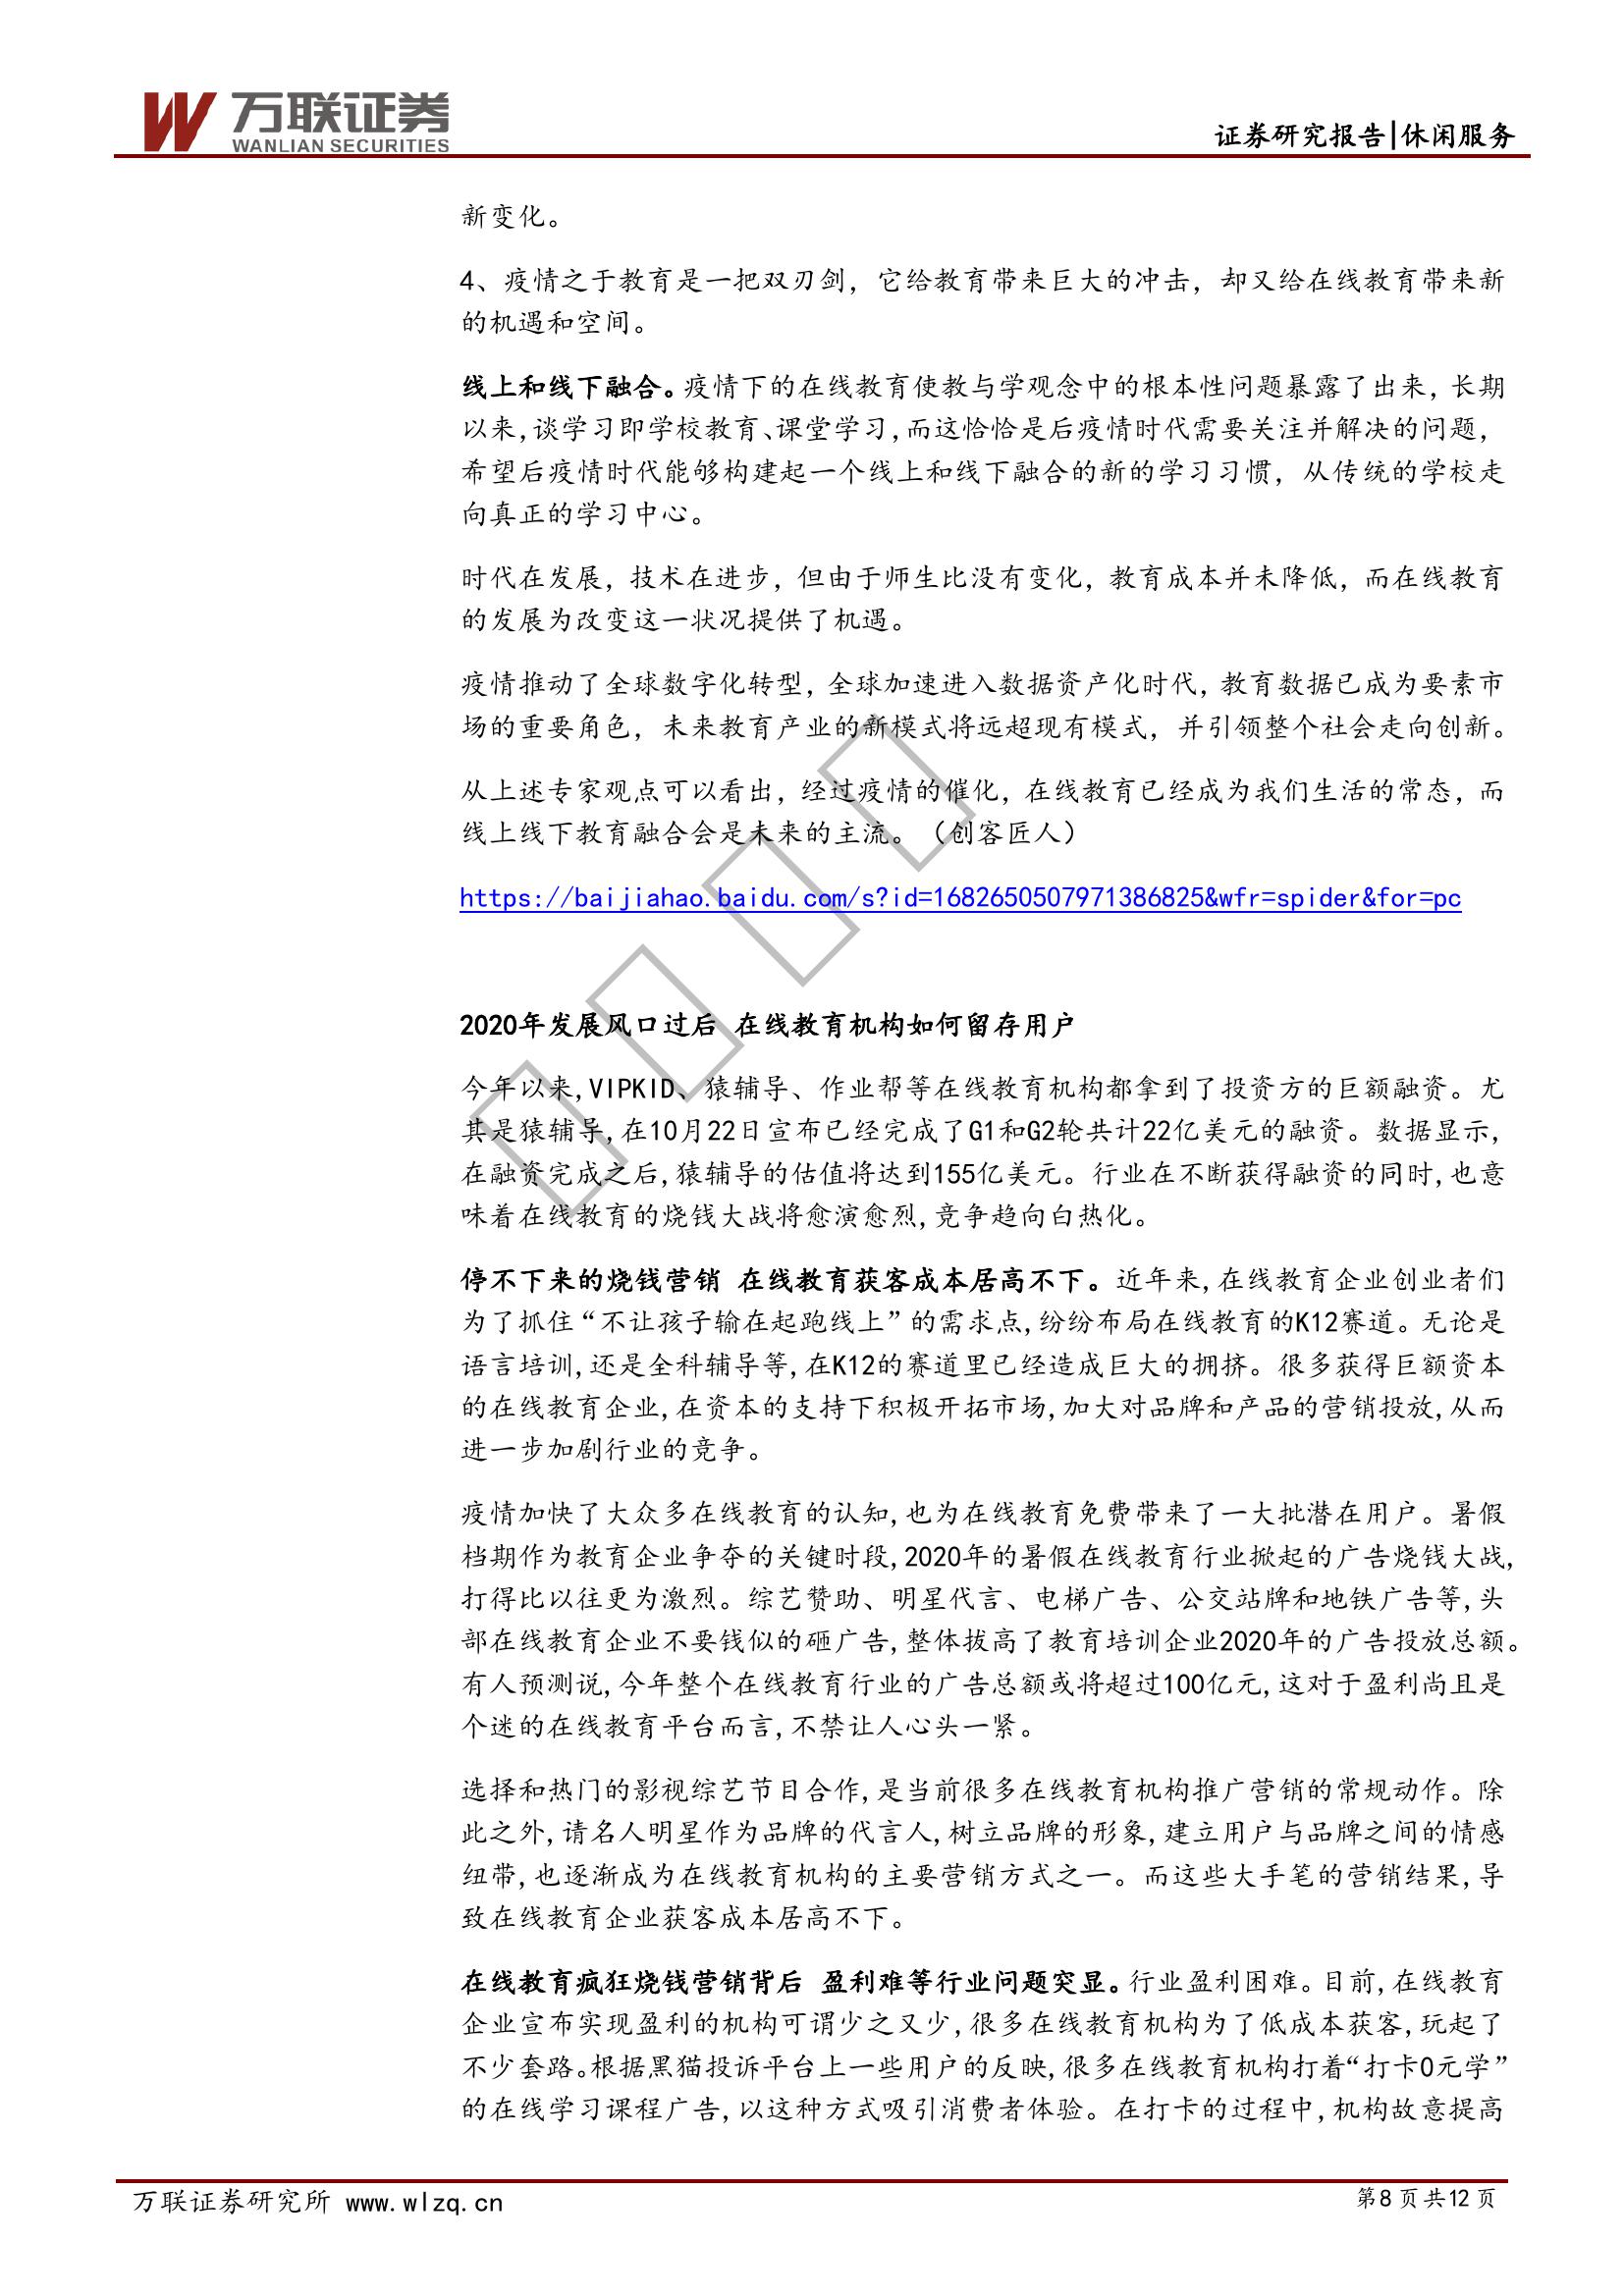 万联证券
WANLIAN SECURITIES
证券研究报告|休闲服务
新变化。
4、疫情之于教育是一把双刃剑，它给教育带来巨大的冲击，却又给在线教育带来新
的机遇和空间。
线上和线下融合。疫情下的在线教育使教与学观念中的根本性问题暴露了出来，长期
以来,谈学习即学校教育、课堂学习,而这恰恰是后疫情时代需要关注并解决的问题，
希望后疫情时代能够构建起一个线上和线下融合的新的学习习惯，从传统的学校走
向真正的学习中心。
时代在发展，技术在进步，但由于师生比没有变化，教育成本并未降低，而在线教育
的发展为改变这一状况提供了机遇。
疫情推动了全球数字化转型，全球加速进入数据资产化时代，教育数据已成为要素市
场的重要角色，未来教育产业的新模式将远超现有模式，并引领整个社会走向创新。
从上述专家观点可以看出，经过疫情的催化，在线教育已经成为我们生活的常态，而
线上线下教育融合会是未来的主流。（创客匠人）
https://baijiahao.baidu.com/s?id=1682650507971386825&wfr=spider&for=pc
2020年发展风口过后 在线教育机构如何留存用户
今年以来,VIPKID、猿辅导、作业帮等在线教育机构都拿到了投资方的巨额融资。尤
其是猿辅导,在10月22日宣布已经完成了G1和G2轮共计22亿美元的融资。数据显示,
在融资完成之后,猿辅导的估值将达到155亿美元。行业在不断获得融资的同时,也意
味着在线教育的烧钱大战将愈演愈烈,竞争趋向白热化。
停不下来的烧钱营销 在线教育获客成本居高不下。近年来,在线教育企业创业者们
为了抓住“不让孩子输在起跑线上”的需求点,纷纷布局在线教育的K12赛道。无论是
语言培训,还是全科辅导等,在K12的赛道里已经造成巨大的拥挤。很多获得巨额资本
的在线教育企业,在资本的支持下积极开拓市场,加大对品牌和产品的营销投放,从而
进一步加剧行业的竞争。
疫情加快了大众多在线教育的认知,也为在线教育免费带来了一大批潜在用户。暑假
档期作为教育企业争夺的关键时段,2020年的暑假在线教育行业掀起的广告烧钱大战,
打得比以往更为激烈。综艺赞助、明星代言、电梯广告、公交站牌和地铁广告等,头
部在线教育企业不要钱似的砸广告,整体拔高了教育培训企业2020年的广告投放总额。
有人预测说,今年整个在线教育行业的广告总额或将超过100亿元,这对于盈利尚且是
个迷的在线教育平台而言,不禁让人心头一紧。
选择和热门的影视综艺节目合作,是当前很多在线教育机构推广营销的常规动作。除
此之外,请名人明星作为品牌的代言人,树立品牌的形象,建立用户与品牌之间的情感
纽带,也逐渐成为在线教育机构的主要营销方式之一。而这些大手笔的营销结果,导
致在线教育企业获客成本居高不下。
在线教育疯狂烧钱营销背后 盈利难等行业问题突显。行业盈利困难。目前,在线教育
企业宣布实现盈利的机构可谓少之又少,很多在线教育机构为了低成本获客,玩起了
不少套路。根据黑猫投诉平台上一些用户的反映,很多在线教育机构打着“打卡0元学”
的在线学习课程广告,以这种方式吸引消费者体验。在打卡的过程中,机构故意提高
万联证券研究所 www.wlzq.cn
第8页共12页